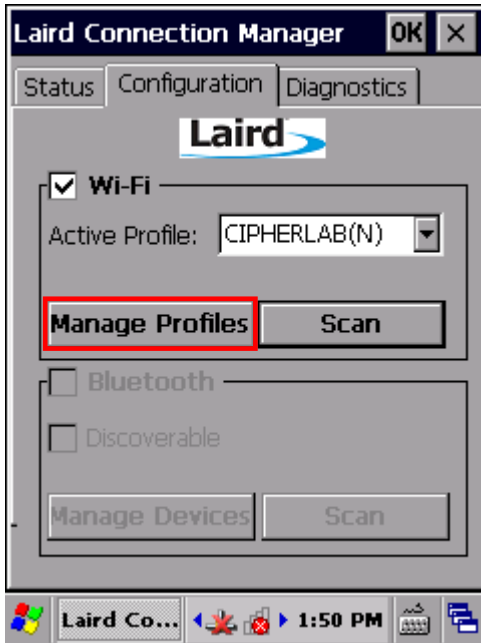 Laird Connection Manager OK
Status Configuration Diagnostics
Laird
Wi-Fi
Active Profile: CIPHERLAB(N)
Manage Profiles Scan
Bluetooth
Discoverable
Manage Devices Scan
Laird Co... 1:50 PM